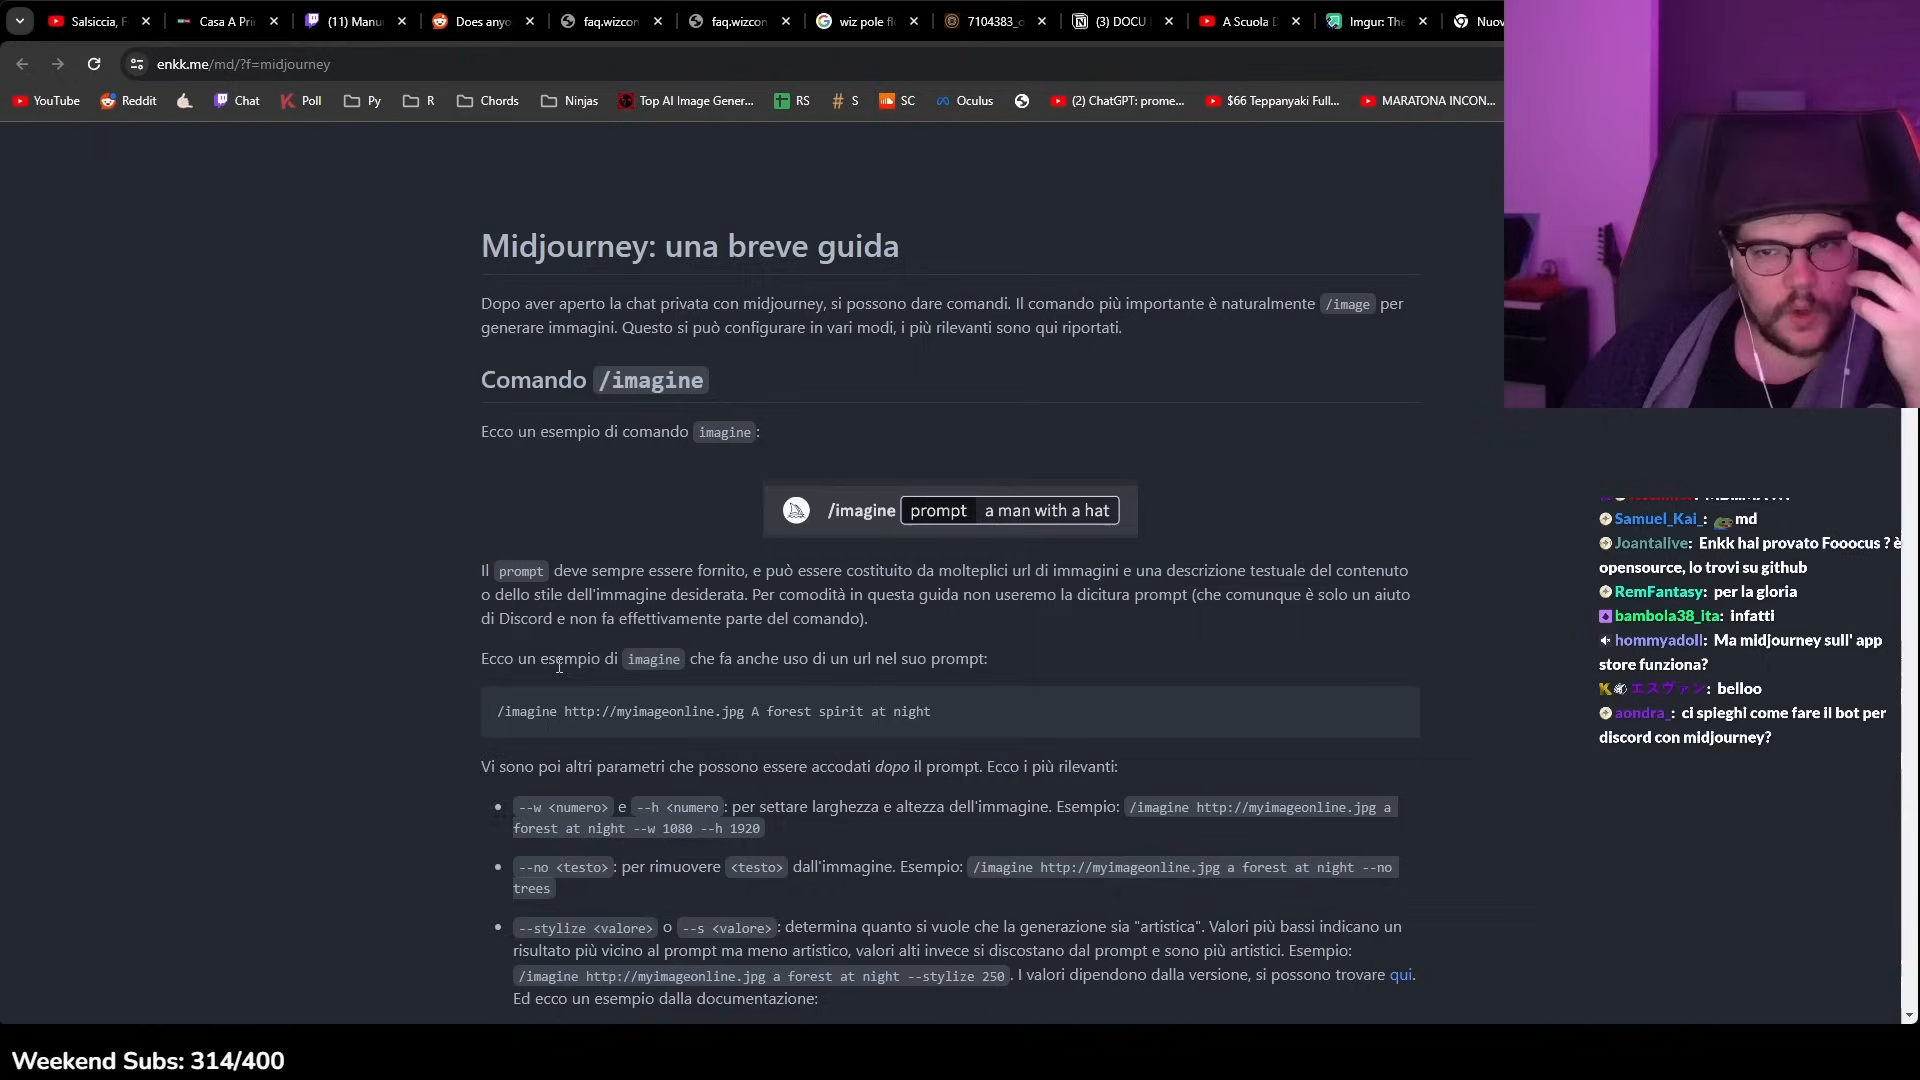 Salsiccia, F
Casa A Pri
(11) Manu
Does anyo
faq.wizcon
faq.wizcon
wiz pole fl
7104383_
(3) DOCU
A Scuola D
Imgur: The
Nuov
enkk.me/md/?f=midjourney
YouTube
Reddit
Chat
Poll
Py
R
Chords
Ninjas
Top AI Image Gener...
RS
S
SC
Oculus
(2) ChatGPT: prome...
$66 Teppanyaki Full...
MARATONA INCON...
Midjourney: una breve guida
Dopo aver aperto la chat privata con midjourney, si possono dare comandi. Il comando più importante è naturalmente /image per
generare immagini. Questo si può configurare in vari modi, i più rilevanti sono qui riportati.
Comando /imagine
Ecco un esempio di comando imagine:
/imagine prompt a man with a hat
Il prompt deve sempre essere fornito, e può essere costituito da molteplici url di immagini e una descrizione testuale del contenuto
o dello stile dell'immagine desiderata. Per comodità in questa guida non useremo la dicitura prompt (che comunque è solo un aiuto
di Discord e non fa effettivamente parte del comando).
Ecco un esempio di imagine che fa anche uso di un url nel suo prompt:
/imagine http://myimageonline.jpg A forest spirit at night
Vi sono poi altri parametri che possono essere accodati dopo il prompt. Ecco i più rilevanti:
--w <numero> e --h <numero: per settare larghezza e altezza dell'immagine. Esempio: /imagine http://myimageonline.jpg a
forest at night --w 1080 --h 1920
--no <testo>: per rimuovere <testo> dall'immagine. Esempio: /imagine http://myimageonline.jpg a forest at night --no
trees
--stylize <valore> o --s <valore>: determina quanto si vuole che la generazione sia "artistica". Valori più bassi indicano un
risultato più vicino al prompt ma meno artistico, valori alti invece si discostano dal prompt e sono più artistici. Esempio:
/imagine http://myimageonline.jpg a forest at night --stylize 250. I valori dipendono dalla versione, si possono trovare qui.
Ed ecco un esempio dalla documentazione:
Samuel_Kai_: md
Joantalive: Enkk hai provato Fooocus ? è
opensource, lo trovi su github
RemFantasy: per la gloria
bambola38_ita: infatti
hommyadoll: Ma midjourney sull' app
store funziona?
エスヴァン: belloo
aondra_: ci spieghi come fare il bot per
discord con midjourney?
Weekend Subs: 314/400